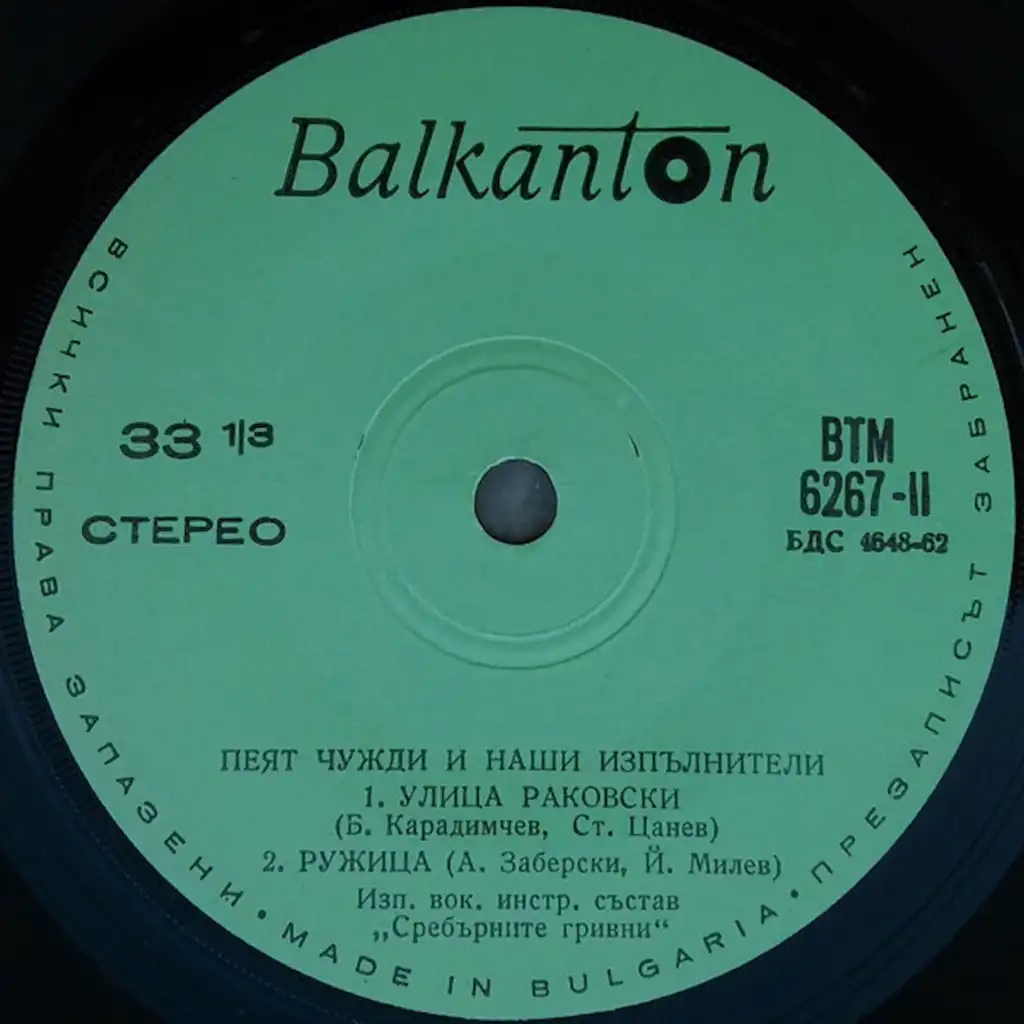 Balkanton
33 1/3
СТЕРЕО
ВТМ
6267-II
БДС 4648-62
ПЕЯТ ЧУЖДИ И НАШИ ИЗПЪЛНИТЕЛИ
1. УЛИЦА РАКОВСКИ
(Б. Карадимчев, Ст. Цанев)
2. РУЖИЦА (А. Заберски, Й. Милев)
Изп. вок. инстр. състав
„Сребърните гривни“
ВСИЧКИ ПРАВА ЗАПАЗЕНИ • MADE IN BULGARIA • ПРЕЗАПИСЪТ ЗАБРАНЕН